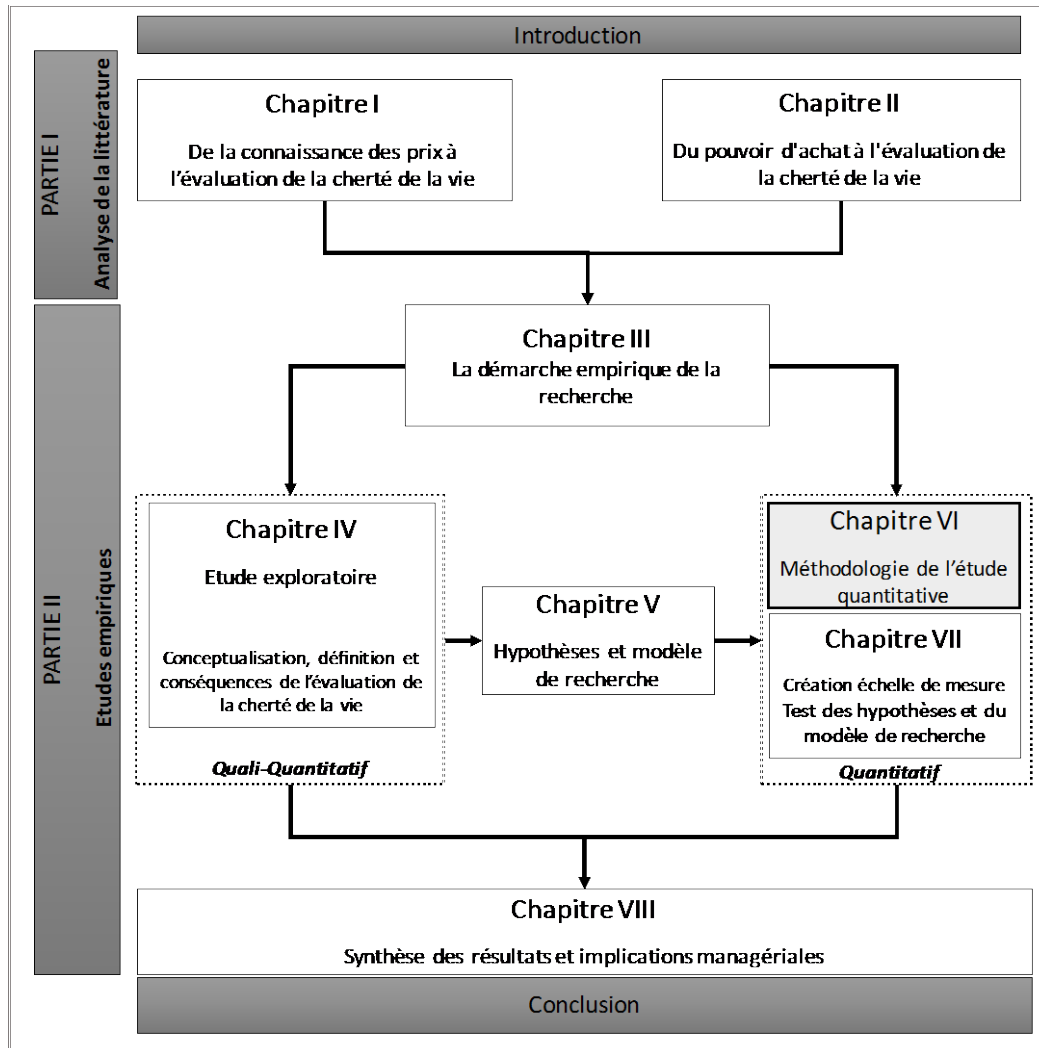 Introduction
PARTIE I
Analyse de la littérature
Chapitre I
De la connaissance des prix à
l'évaluation de la cherté de la vie
Chapitre II
Du pouvoir d'achat à l'évaluation de
la cherté de la vie
PARTIE II
Etudes empiriques
Chapitre III
La démarche empirique de la
recherche
Chapitre IV
Etude exploratoire
Conceptualisation, définition et
conséquences de l'évaluation de
la cherté de la vie
Quali-Quantitatif
Chapitre V
Hypothèses et modèle
de recherche
Chapitre VI
Méthodologie de l'étude
quantitative
Chapitre VII
Création échelle de mesure
Test des hypothèses et du
modèle de recherche
Quantitatif
Chapitre VIII
Synthèse des résultats et implications managériales
Conclusion